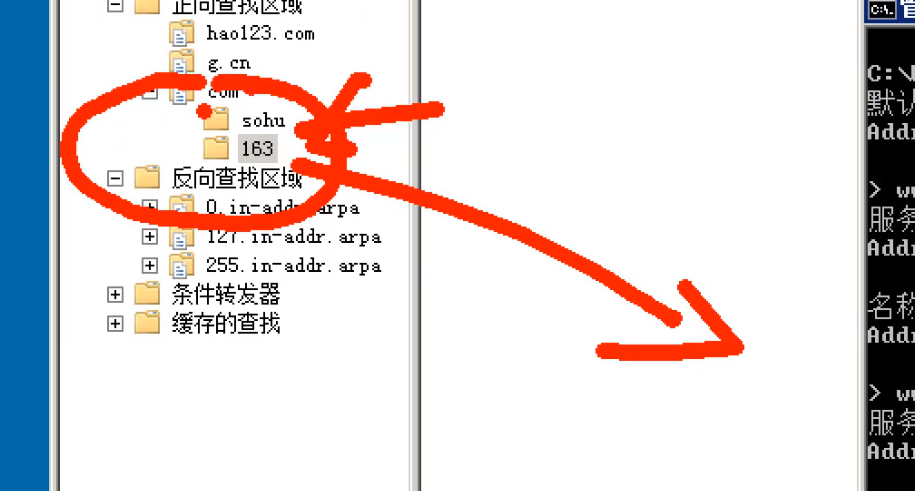 正向查找区域
hao123.com
g.cn
com
sohu
163
反向查找区域
0.in-addr.arpa
127.in-addr.arpa
255.in-addr.arpa
条件转发器
缓存的查找
C:\
默认
Addr
> ww
服务
Addr
名称
Addr
> ww
服务
Addr